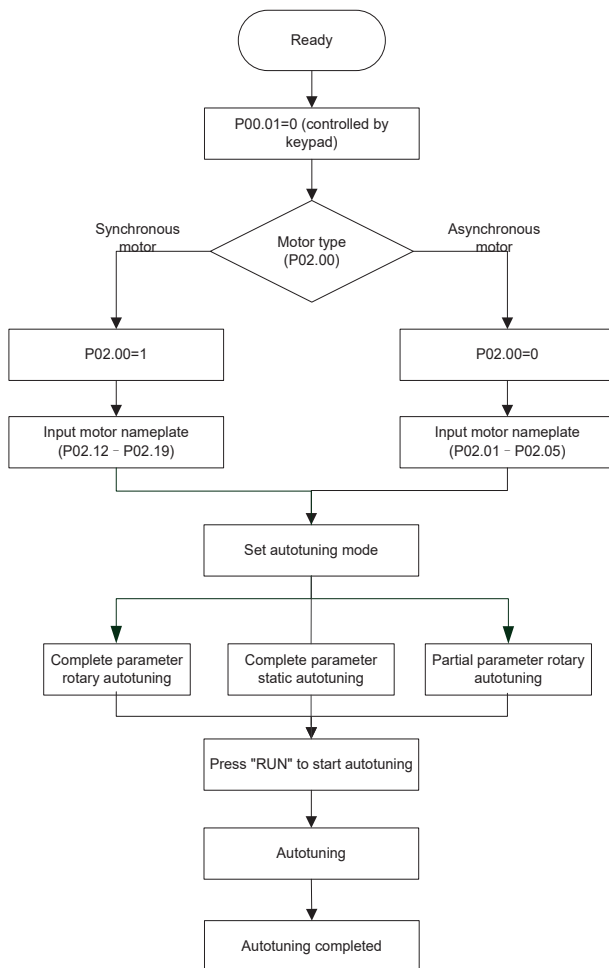 Ready
P00.01=0 (controlled by
keypad)
Synchronous
motor
Motor type
(P02.00)
Asynchronous
motor
P02.00=1
P02.00=0
Input motor nameplate
(P02.12–P02.19)
Input motor nameplate
(P02.01–P02.05)
Set autotuning mode
Complete parameter
rotary autotuning
Complete parameter
static autotuning
Partial parameter rotary
autotuning
Press "RUN" to start autotuning
Autotuning
Autotuning completed